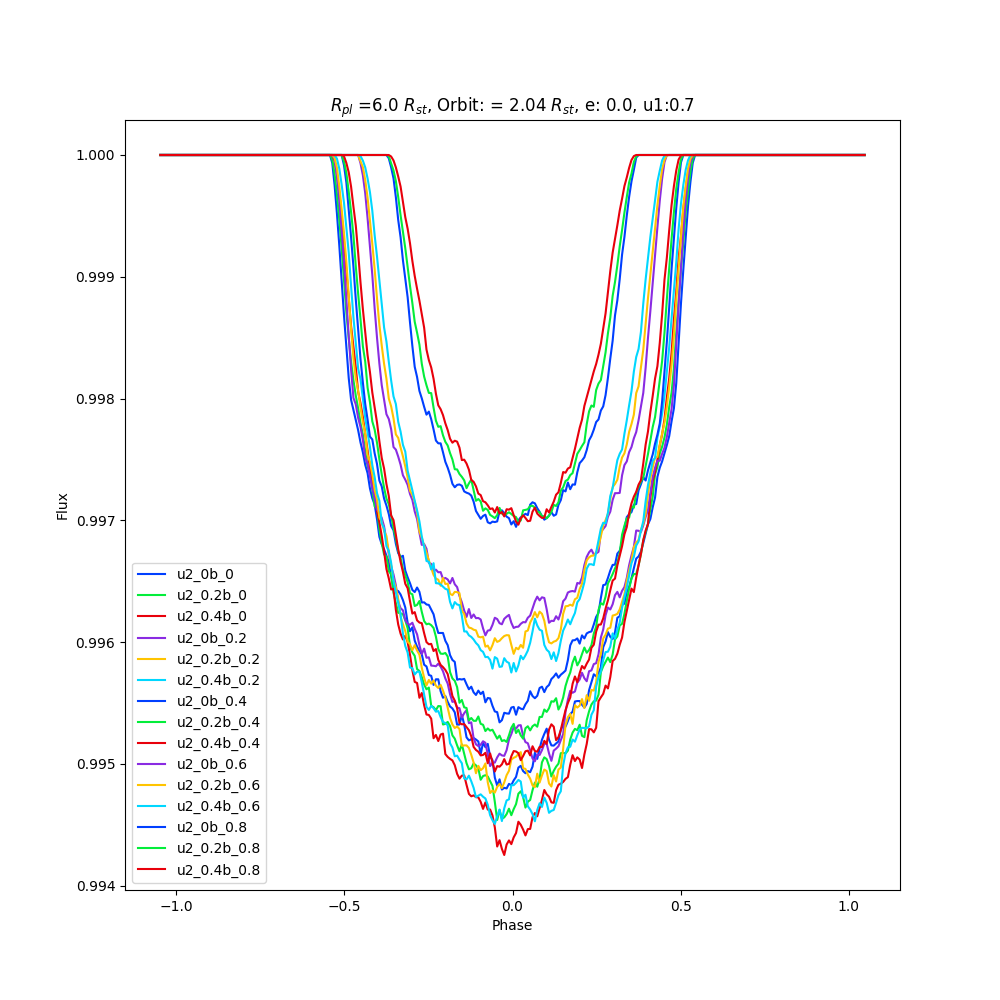 R_pl =6.0 R_st, Orbit: = 2.04 R_st, e: 0.0, u1:0.7
1.000
0.999
0.998
0.997
0.996
0.995
0.994
Flux
u2_0b_0
u2_0.2b_0
u2_0.4b_0
u2_0b_0.2
u2_0.2b_0.2
u2_0.4b_0.2
u2_0b_0.4
u2_0.2b_0.4
u2_0.4b_0.4
u2_0b_0.6
u2_0.2b_0.6
u2_0.4b_0.6
u2_0b_0.8
u2_0.2b_0.8
u2_0.4b_0.8
−1.0 −0.5 0.0 0.5 1.0
Phase